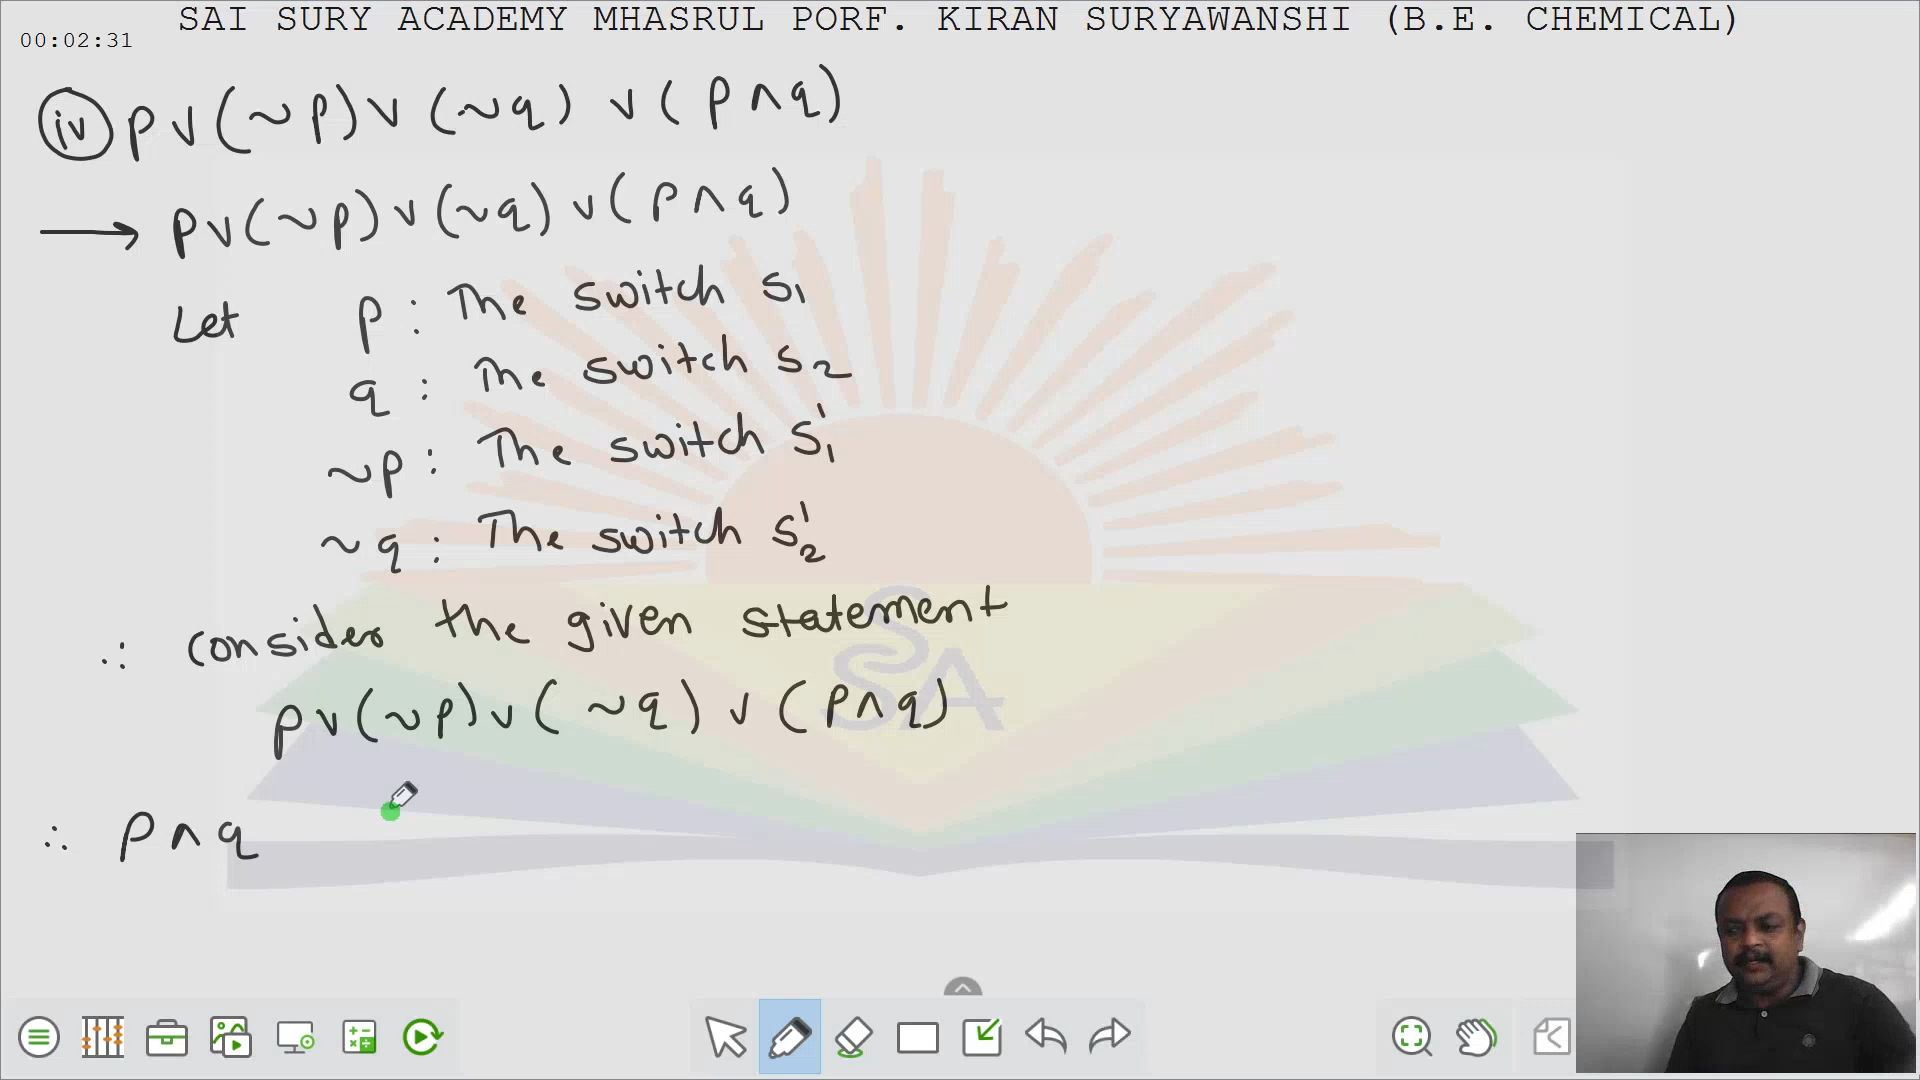 SAI SURY ACADEMY MHASRUL PORF. KIRAN SURYAWANSHI (B.E. CHEMICAL)
00:02:31
(iv) p ∨ (~p) ∨ (~q) ∨ (p ∧ q)
→ p ∨ (~p) ∨ (~q) ∨ (p ∧ q)
Let p : The switch S₁
q : The switch S₂
~p : The switch S₁'
~q : The switch S₂'
∴ consider the given statement
p ∨ (~p) ∨ (~q) ∨ (p ∧ q)
∴ p ∧ q
SSA